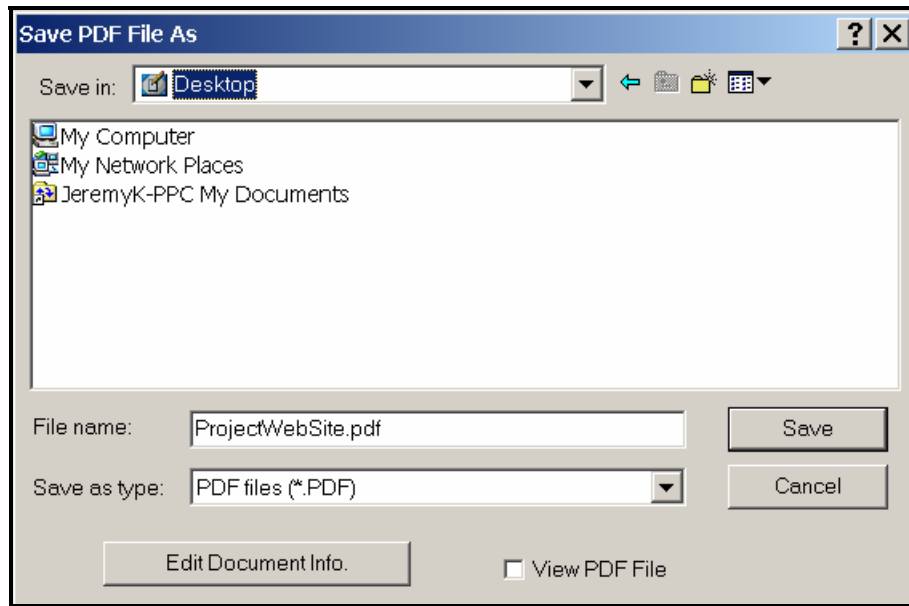 Save PDF File As
Save in: Desktop
My Computer
My Network Places
JeremyK-PPC My Documents
File name: ProjectWebSite.pdf Save
Save as type: PDF files (*.PDF) Cancel
Edit Document Info. View PDF File